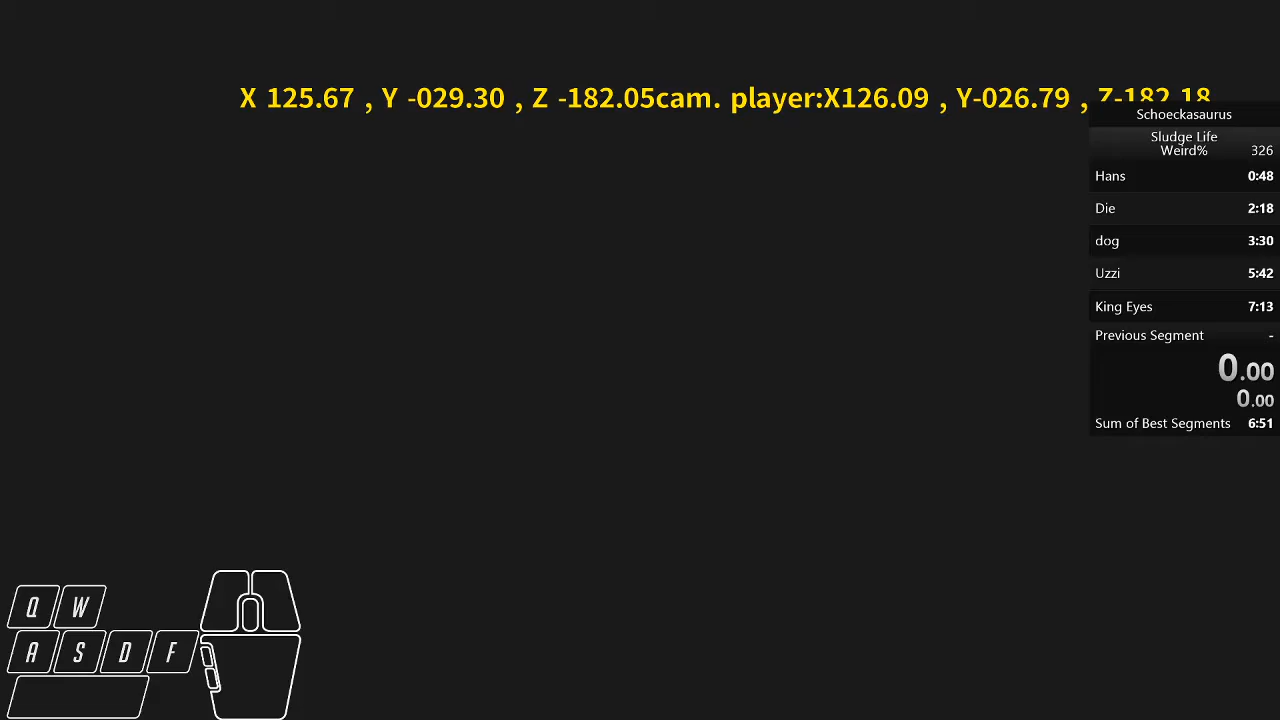 X 125.67 , Y -029.30 , Z -182.05cam. player:X126.09 , Y-026.79 , Z-182.18
Schoeckasaurus
Sludge Life
Weird% 326
Hans 0:48
Die 2:18
dog 3:30
Uzzi 5:42
King Eyes 7:13
Previous Segment -
0.00
0.00
Sum of Best Segments 6:51
Q W
A S D F